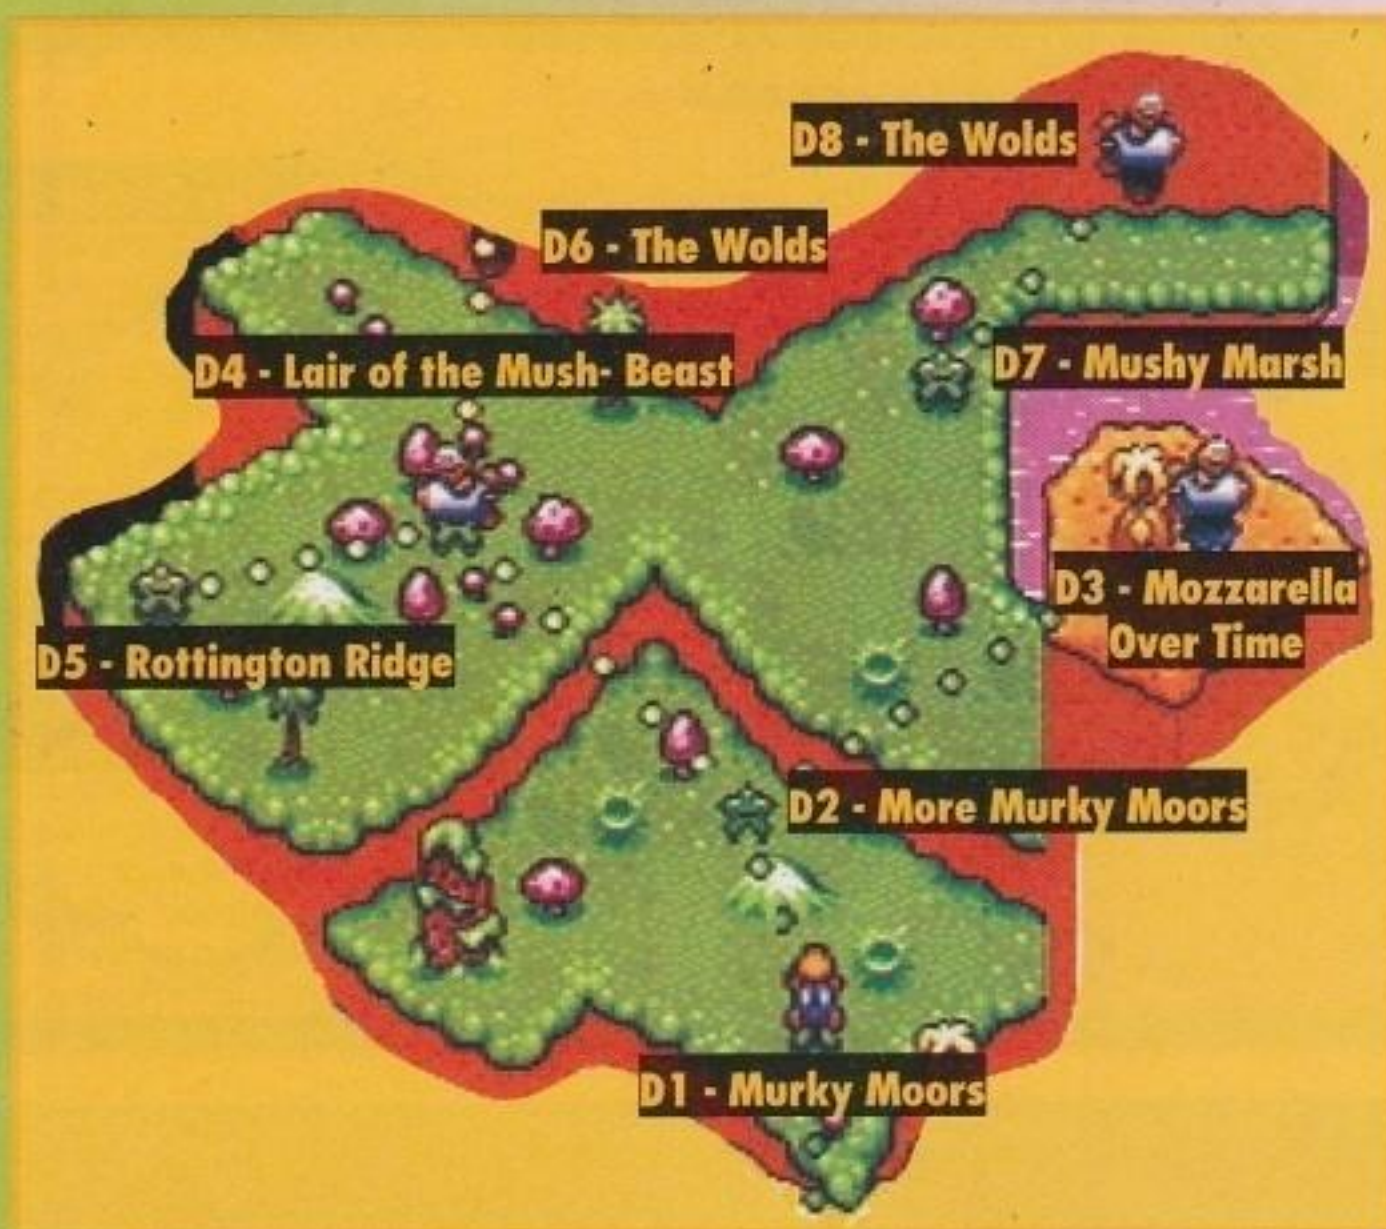 D8 - The Wolds
D6 - The Wolds
D4 - Lair of the Mush- Beast
D7 - Mushy Marsh
D3 - Mozzarella
Over Time
D5 - Rottington Ridge
D2 - More Murky Moors
D1 - Murky Moors